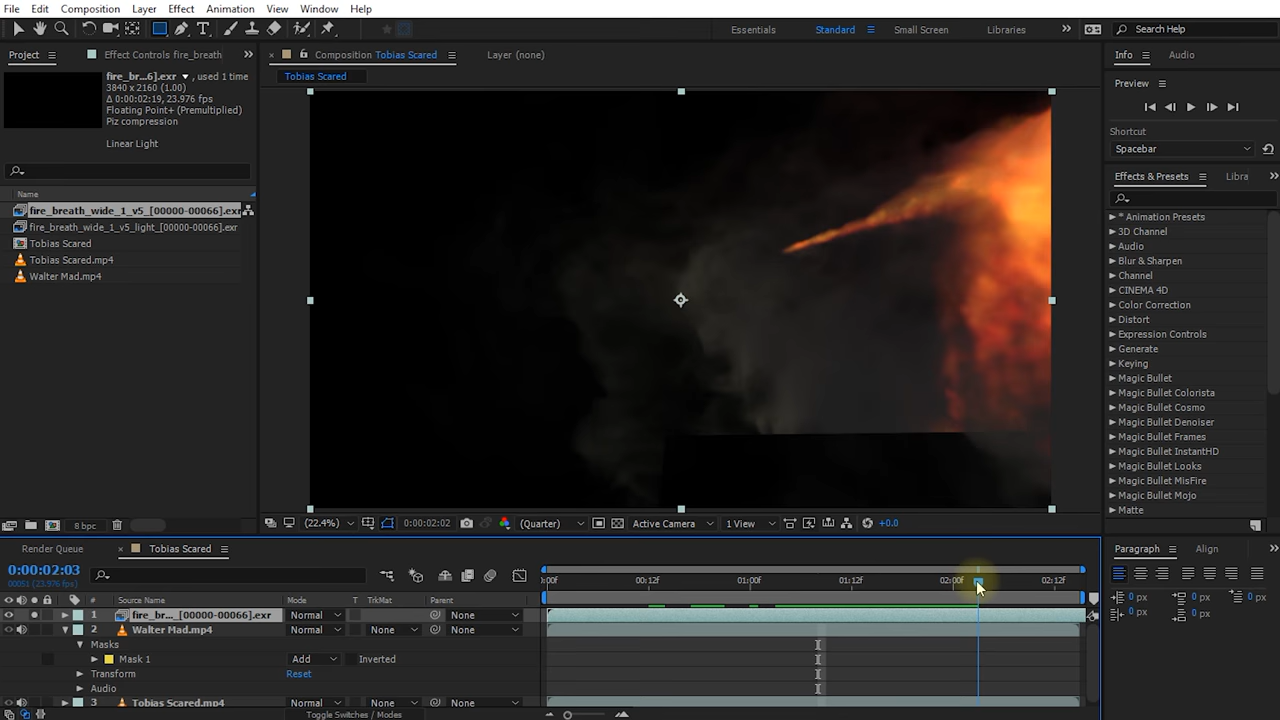 File Edit Composition Layer Effect Animation View Window Help
Essentials Standard Small Screen Libraries Search Help
Project Effect Controls fire_breath
Composition Tobias Scared Layer (none)
Info Audio
Tobias Scared
fire_br...6].exr , used 1 time
3840 x 2160 (1.00)
Δ 0:00:02:19, 23.976 fps
Floating Point+ (Premultiplied)
Piz compression
Linear Light
Preview
Shortcut
Spacebar
Effects & Presets Libra
Name
fire_breath_wide_1_v5_[00000-00066].exr
fire_breath_wide_1_v5_light_[00000-00066].exr
Tobias Scared
Tobias Scared.mp4
Walter Mad.mp4
* Animation Presets
3D Channel
Audio
Blur & Sharpen
Channel
CINEMA 4D
Color Correction
Distort
Expression Controls
Generate
Keying
Magic Bullet
Magic Bullet Colorista
Magic Bullet Cosmo
Magic Bullet Denoiser
Magic Bullet Frames
Magic Bullet InstantHD
Magic Bullet Looks
Magic Bullet MisFire
Magic Bullet Mojo
Matte
8 bpc
(22.4%) 0:00:02:02 (Quarter) Active Camera 1 View +0.0
Render Queue Tobias Scared
Paragraph Align
0:00:02:03
00051 (23.976 fps)
:00f 00:12f 01:00f 01:12f 02:00f 02:12f
# Source Name Mode T TrkMat Parent
1 fire_br..._[00000-00066].exr Normal None
2 Walter Mad.mp4 Normal None None
Masks
Mask 1 Add Inverted
Transform Reset
Audio
3 Tobias Scared.mp4 Normal None None
Toggle Switches / Modes
0 px 0 px 0 px
0 px 0 px